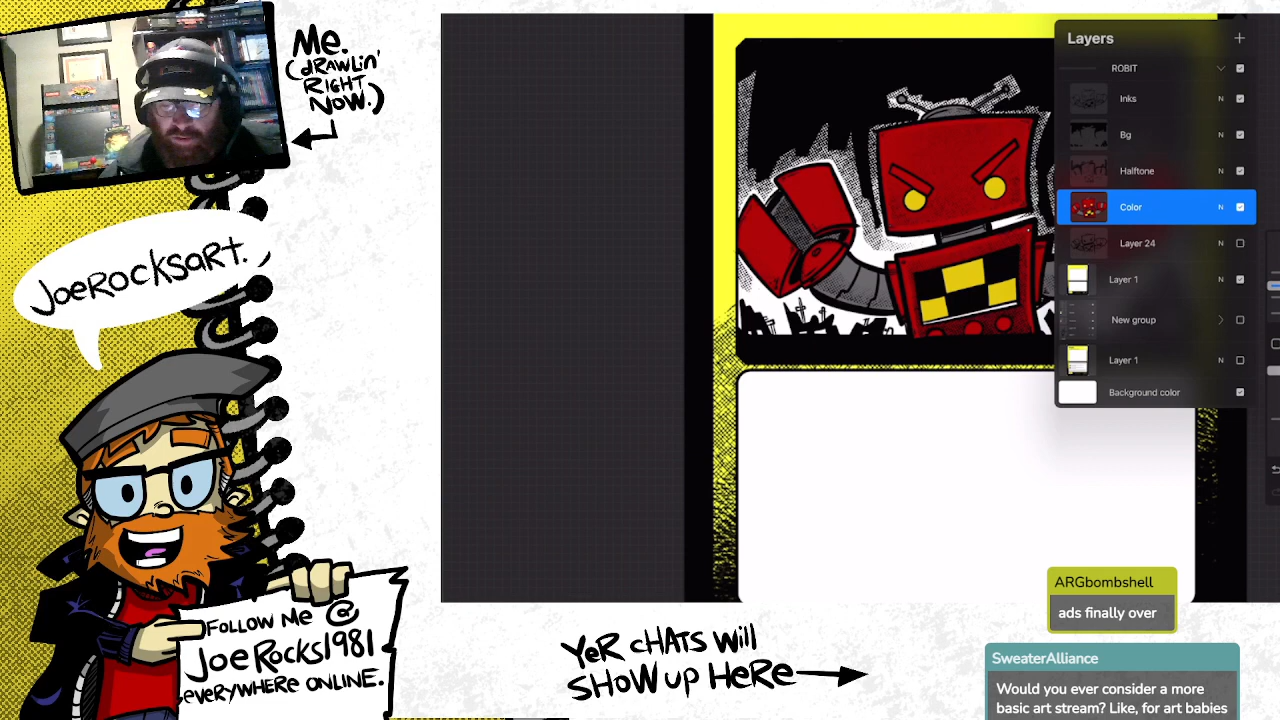 Me.
(dRAWLin'
RiGHT
NOW.)
JoeRocksart.
FOLLOW Me @
JoeRocks1981
everYWHeRe ONLINE.
YeR cHATS Will
SHOW up HeRe
Layers
ROBIT
Inks
N
Bg
N
Halftone
N
Color
N
Layer 24
N
Layer 1
N
New group
Layer 1
N
Background color
ARGbombshell
ads finally over
SweaterAlliance
Would you ever consider a more
basic art stream? Like, for art babies